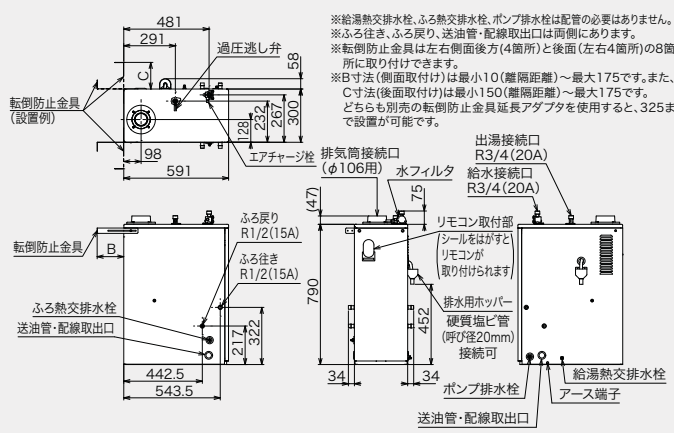 ※給湯熱交排水栓、ふろ熱交排水栓、ポンプ排水栓は配管の必要はありません。
※ふろ往き、ふろ戻り、送油管・配線取出口は両側にあります。
※転倒防止金具は左右側面後方(4箇所)と後面(左右4箇所)の8箇
所に取り付けできます。
※B寸法(側面取付け)は最小10(離隔距離)～最大175です。また、
C寸法(後面取付け)は最小150(離隔距離)～最大175です。
どちらも別売の転倒防止金具延長アダプタを使用すると、325ま
で設置が可能です。
481
291
過圧逃し弁
58
C
転倒防止金具
(設置例)
128
232
267
300
98
エアチャージ栓
591
排気筒接続口
(φ106用)
水フィルタ
75
(47)
出湯接続口
R3/4(20A)
給水接続口
R3/4(20A)
転倒防止金具
B
ふろ戻り
R1/2(15A)
ふろ往き
R1/2(15A)
ふろ熱交排水栓
送油管・配線取出口
217
322
442.5
543.5
790
リモコン取付部
(シールをはがすと
リモコンが
取り付けられます)
排水用ホッパー
硬質塩ビ管
(呼び径20mm)
接続可
452
34
34
ポンプ排水栓
送油管・配線取出口
アース端子
給湯熱交排水栓